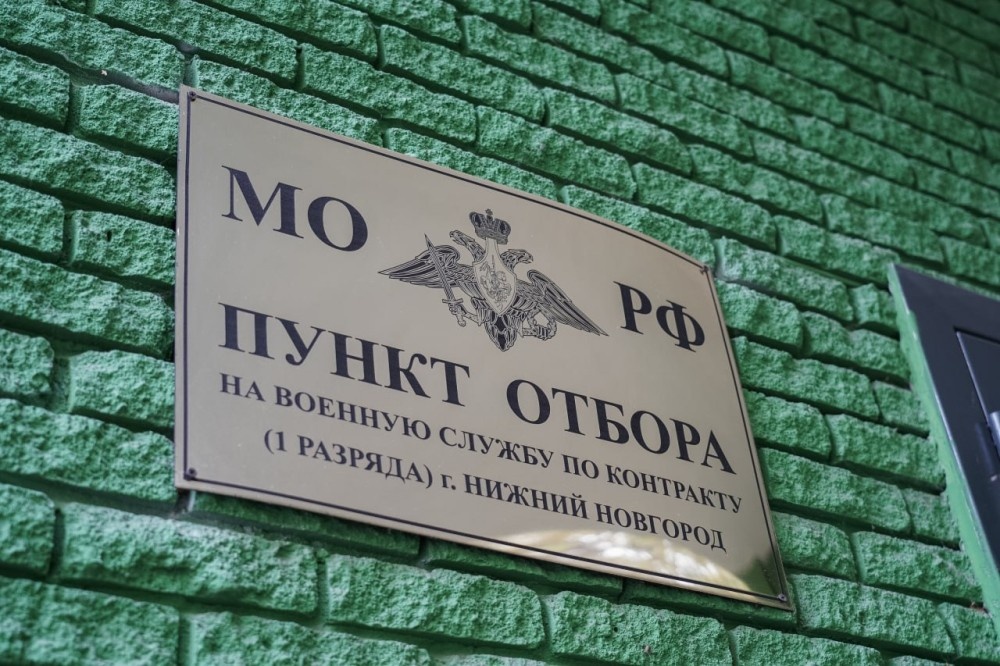 МО РФ
ПУНКТ ОТБОРА
НА ВОЕННУЮ СЛУЖБУ ПО КОНТРАКТУ
(1 РАЗРЯДА) г. НИЖНИЙ НОВГОРОД